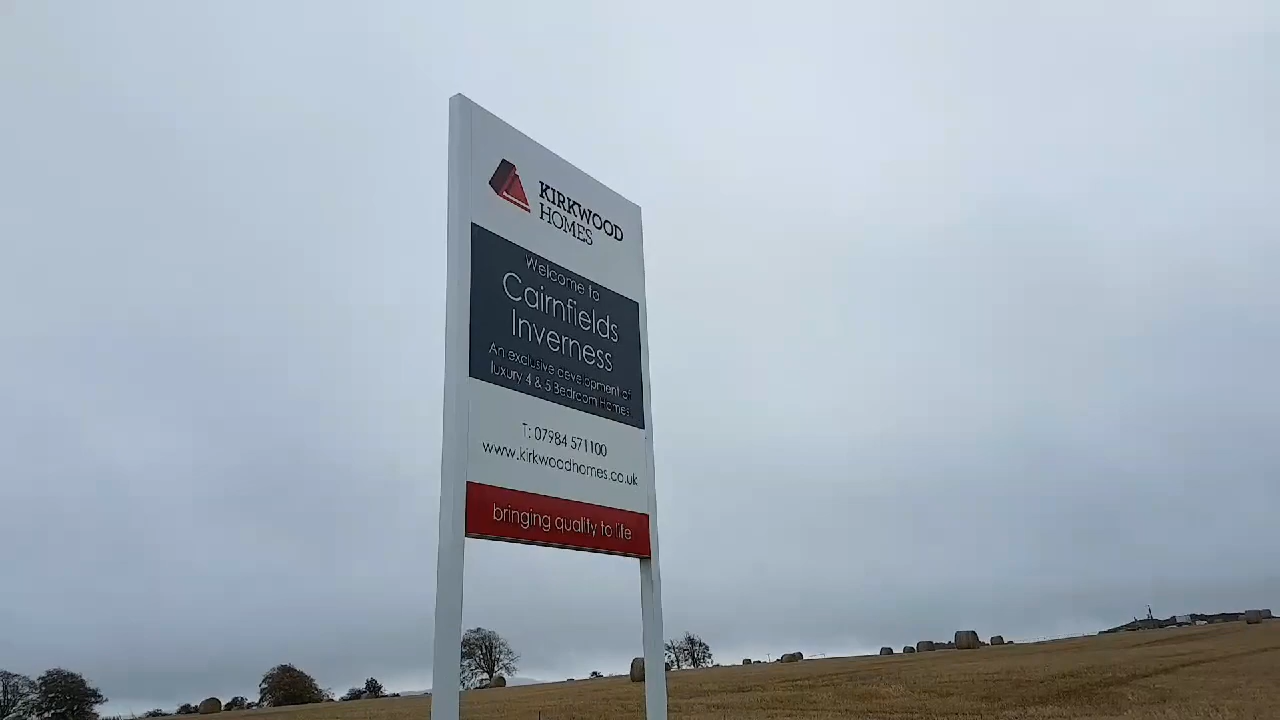 KIRKWOOD
HOMES
Welcome to
Cairnfields
Inverness
An exclusive development of
luxury 4 & 5 Bedroom Homes.
T: 07984 571100
www.kirkwoodhomes.co.uk
bringing quality to life